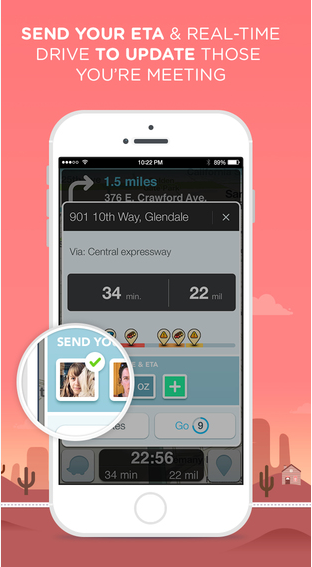 SEND YOUR ETA & REAL-TIME
DRIVE TO UPDATE THOSE
YOU'RE MEETING
10:22 PM
89%
1.5 miles
376 E. Crawford Ave.
901 10th Way, Glendale
×
Via: Central expressway
34 min.
22 mil
SEND YOU
E & ETA
OZ
+
tes
Go 9
22:56
34 min
22 mil